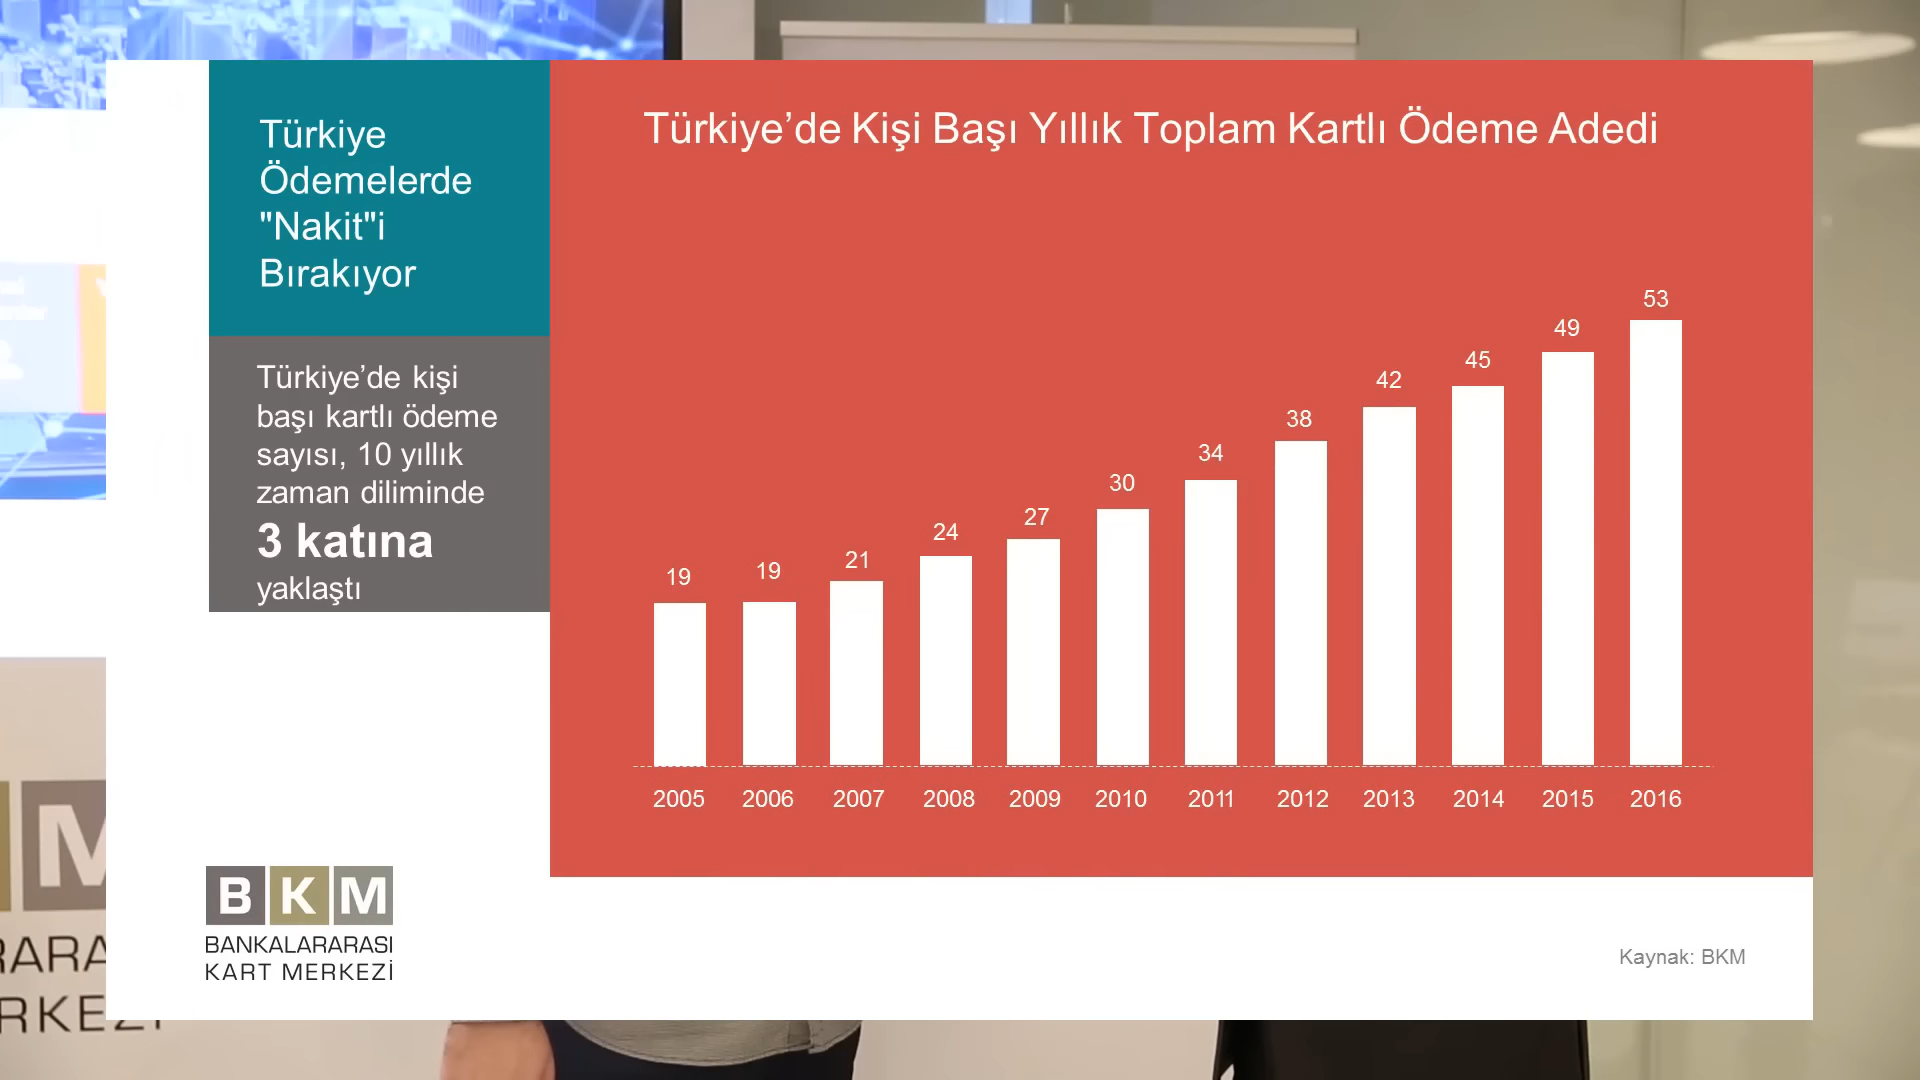 Türkiye
Ödemelerde
"Nakit"i
Bırakıyor
Türkiye’de kişi
başı kartlı ödeme
sayısı, 10 yıllık
zaman diliminde
3 katına
yaklaştı
Türkiye’de Kişi Başı Yıllık Toplam Kartlı Ödeme Adedi
19 19 21 24 27 30 34 38 42 45 49 53
2005 2006 2007 2008 2009 2010 2011 2012 2013 2014 2015 2016
BKM
BANKALARARASI
KART MERKEZİ
Kaynak: BKM